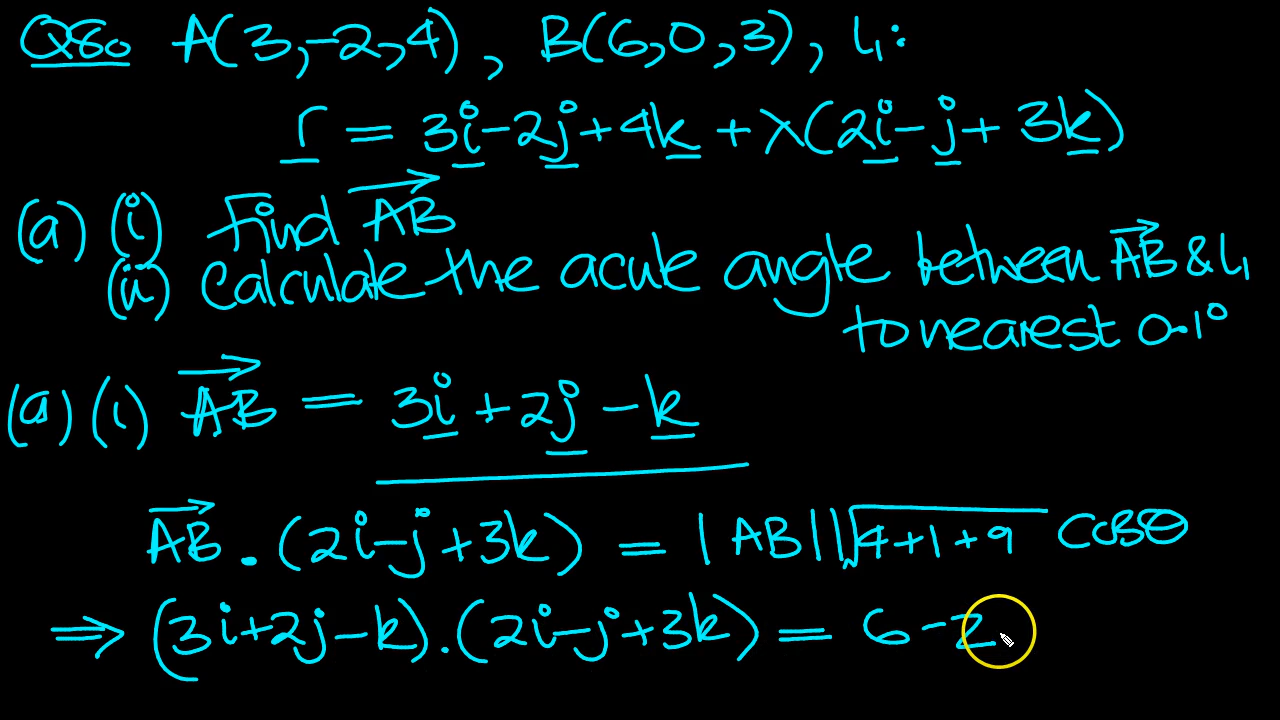 Q8. A(3,-2,4), B(6,0,3), L₁:
r = 3i-2j+4k+λ(2i-j+3k)
(a) (i) Find AB
(ii) Calculate the acute angle between AB & L₁
to nearest 0.1°
(a) (i) AB = 3i+2j-k
AB.(2i-j+3k) = |AB||√4+1+9 cosθ
⇒ (3i+2j-k).(2i-j+3k) = 6-2